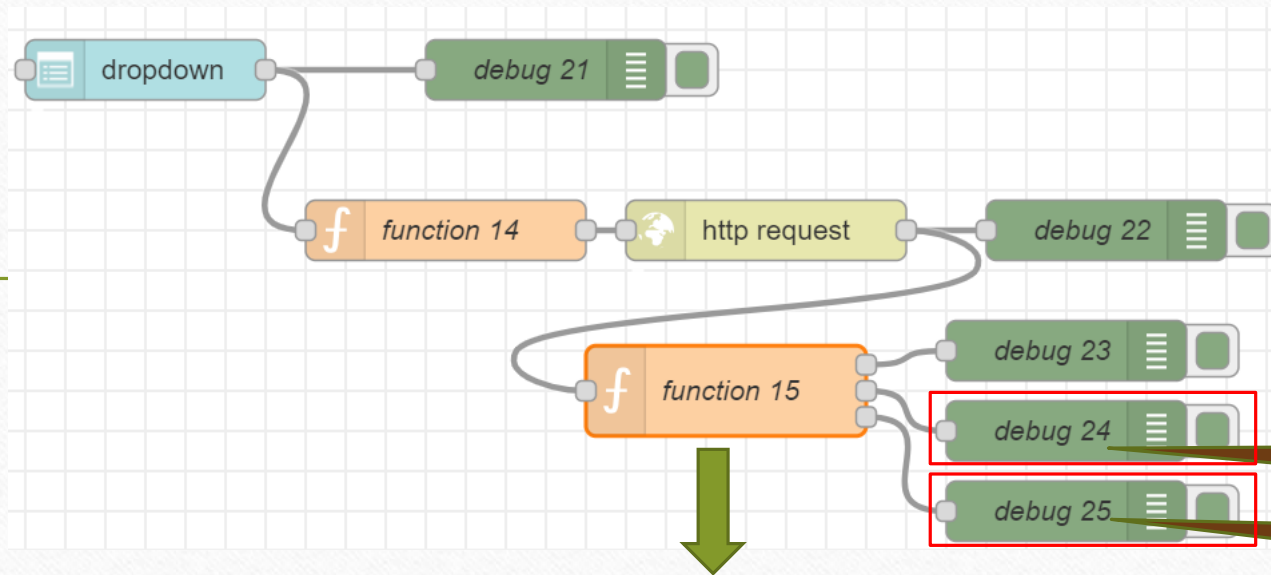 dropdown
debug 21
function 14
http request
debug 22
debug 23
function 15
debug 24
debug 25